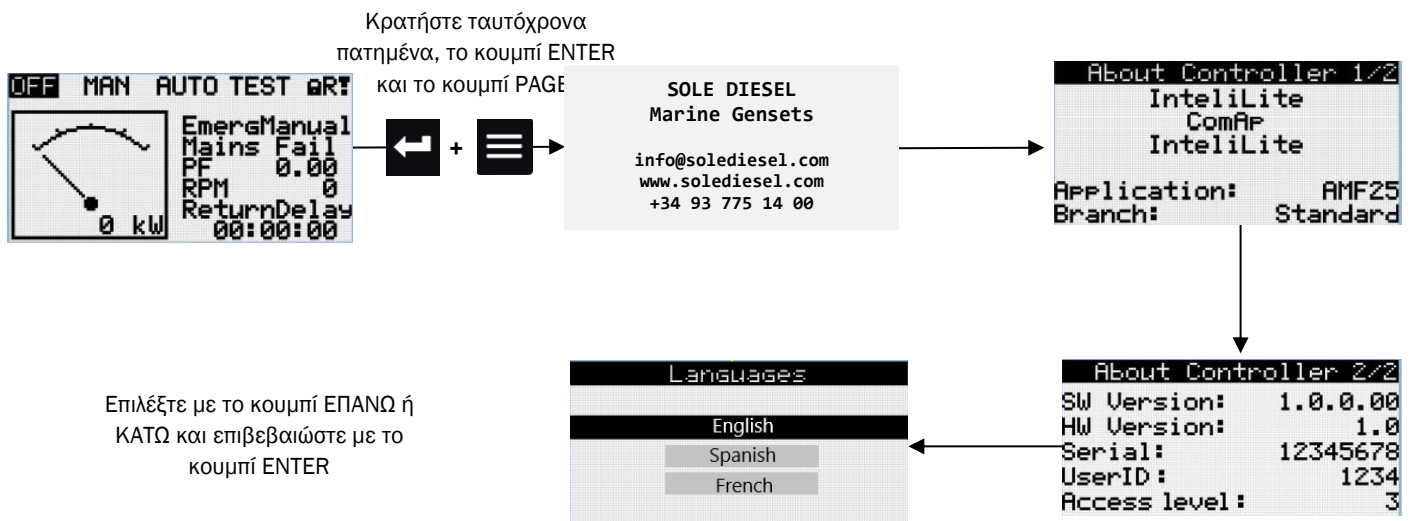 Κρατήστε ταυτόχρονα
πατημένα, το κουμπί ENTER
και το κουμπί PAGE
OFF MAN AUTO TEST
EmergManual
Mains Fail
PF 0.00
RPM 0
ReturnDelay
00:00:00
0 kW
+
SOLE DIESEL
Marine Gensets
info@solediesel.com
www.solediesel.com
+34 93 775 14 00
About Controller 1/2
InteliLite
ComAp
InteliLite
Application: AMF25
Branch: Standard
About Controller 2/2
SW Version: 1.0.0.00
HW Version: 1.0
Serial: 12345678
UserID: 1234
Access level: 3
Languages
English
Spanish
French
Επιλέξτε με το κουμπί ΕΠΑΝΩ ή
ΚΑΤΩ και επιβεβαιώστε με το
κουμπί ENTER